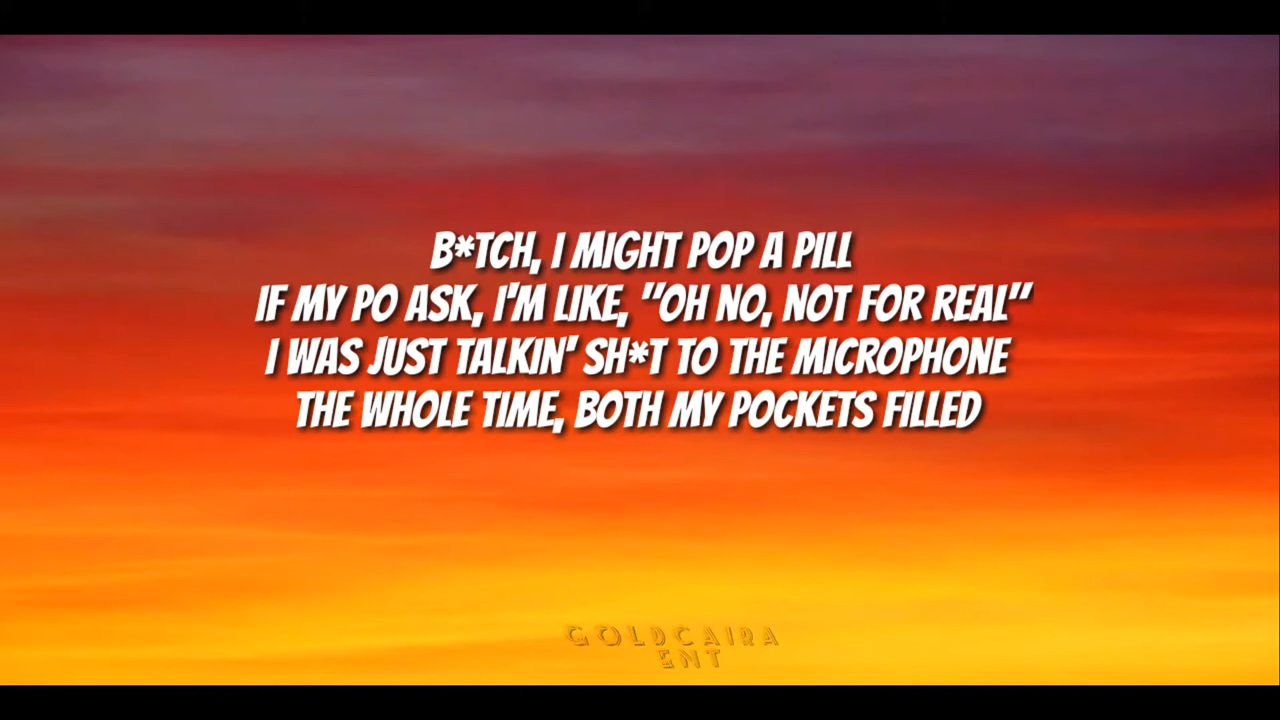 B*TCH, I MIGHT POP A PILL
IF MY PO ASK, I'M LIKE, "OH NO, NOT FOR REAL"
I WAS JUST TALKIN' SH*T TO THE MICROPHONE
THE WHOLE TIME, BOTH MY POCKETS FILLED
GOLDCAIRA
ENT